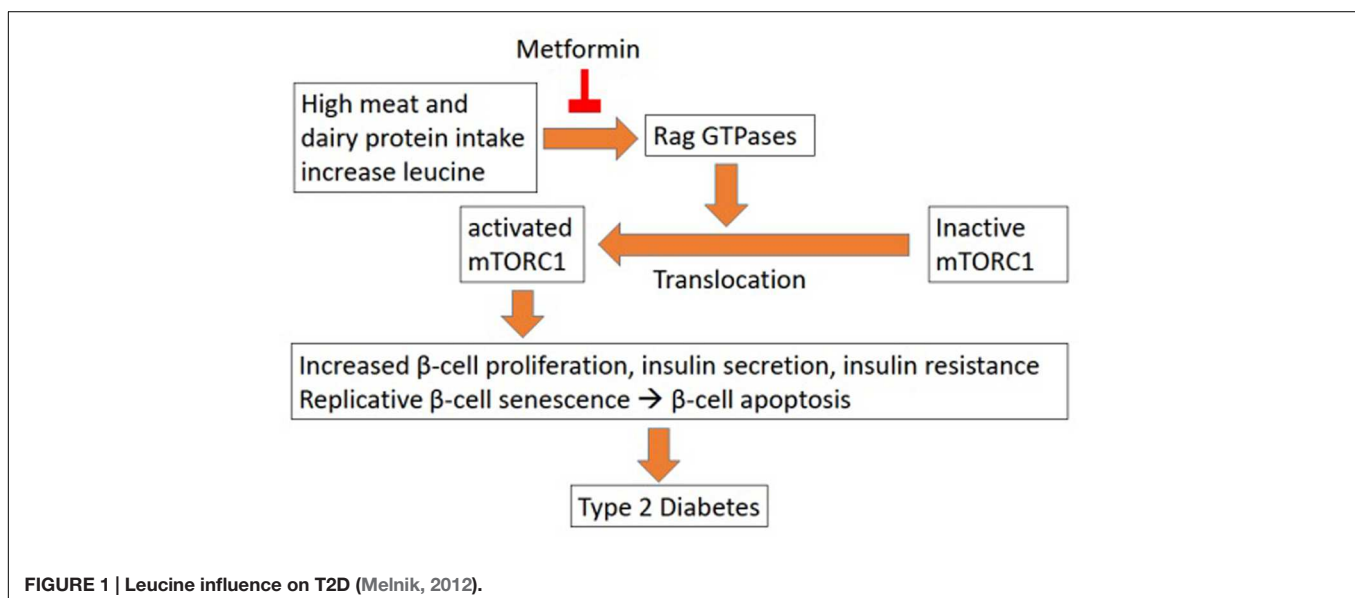 Metformin
High meat and
dairy protein intake
increase leucine
Rag GTPases
activated
mTORC1
Inactive
mTORC1
Translocation
Increased β-cell proliferation, insulin secretion, insulin resistance
Replicative β-cell senescence → β-cell apoptosis
Type 2 Diabetes
FIGURE 1 | Leucine influence on T2D (Melnik, 2012).